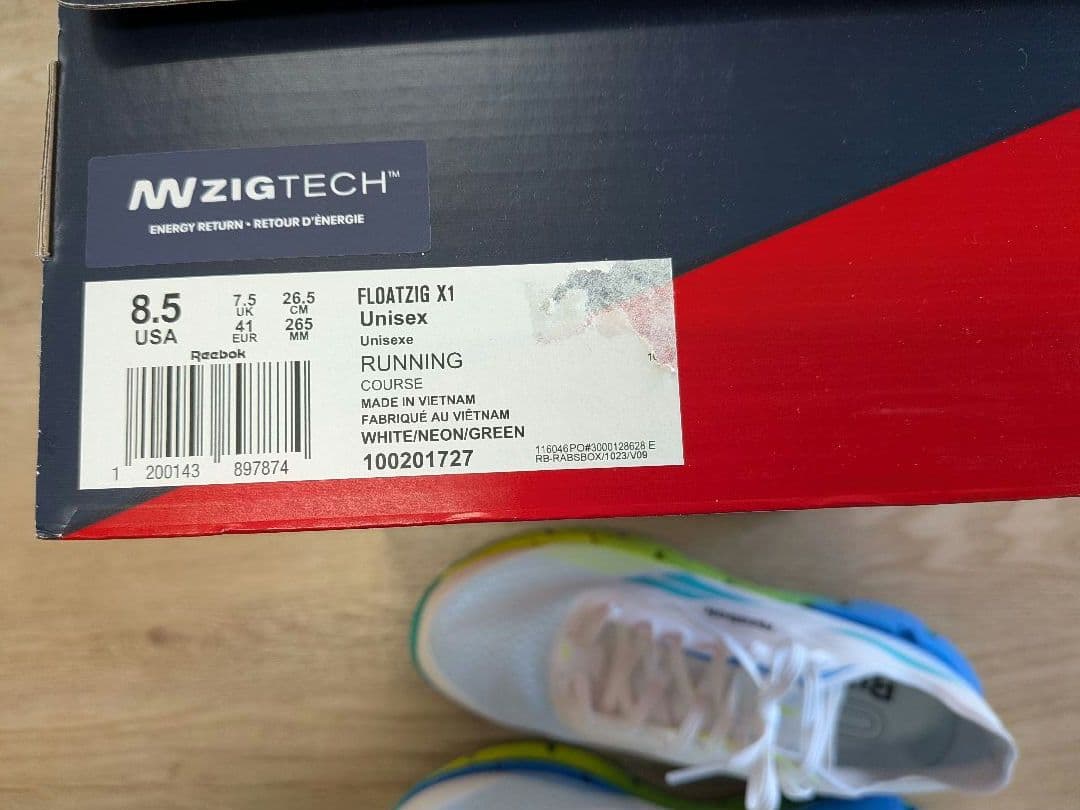 ZIGTECH™
ENERGY RETURN • RETOUR D'ÉNERGIE
8.5
USA
7.5
UK
41
EUR
26.5
CM
265
MM
Reebok
1 200143 897874
FLOATZIG X1
Unisex
Unisexe
RUNNING
COURSE
MADE IN VIETNAM
FABRIQUÉ AU VIÊTNAM
WHITE/NEON/GREEN
100201727
116046PO#3000128628 E
RB-RABSBOX/1023/V09
Reebok